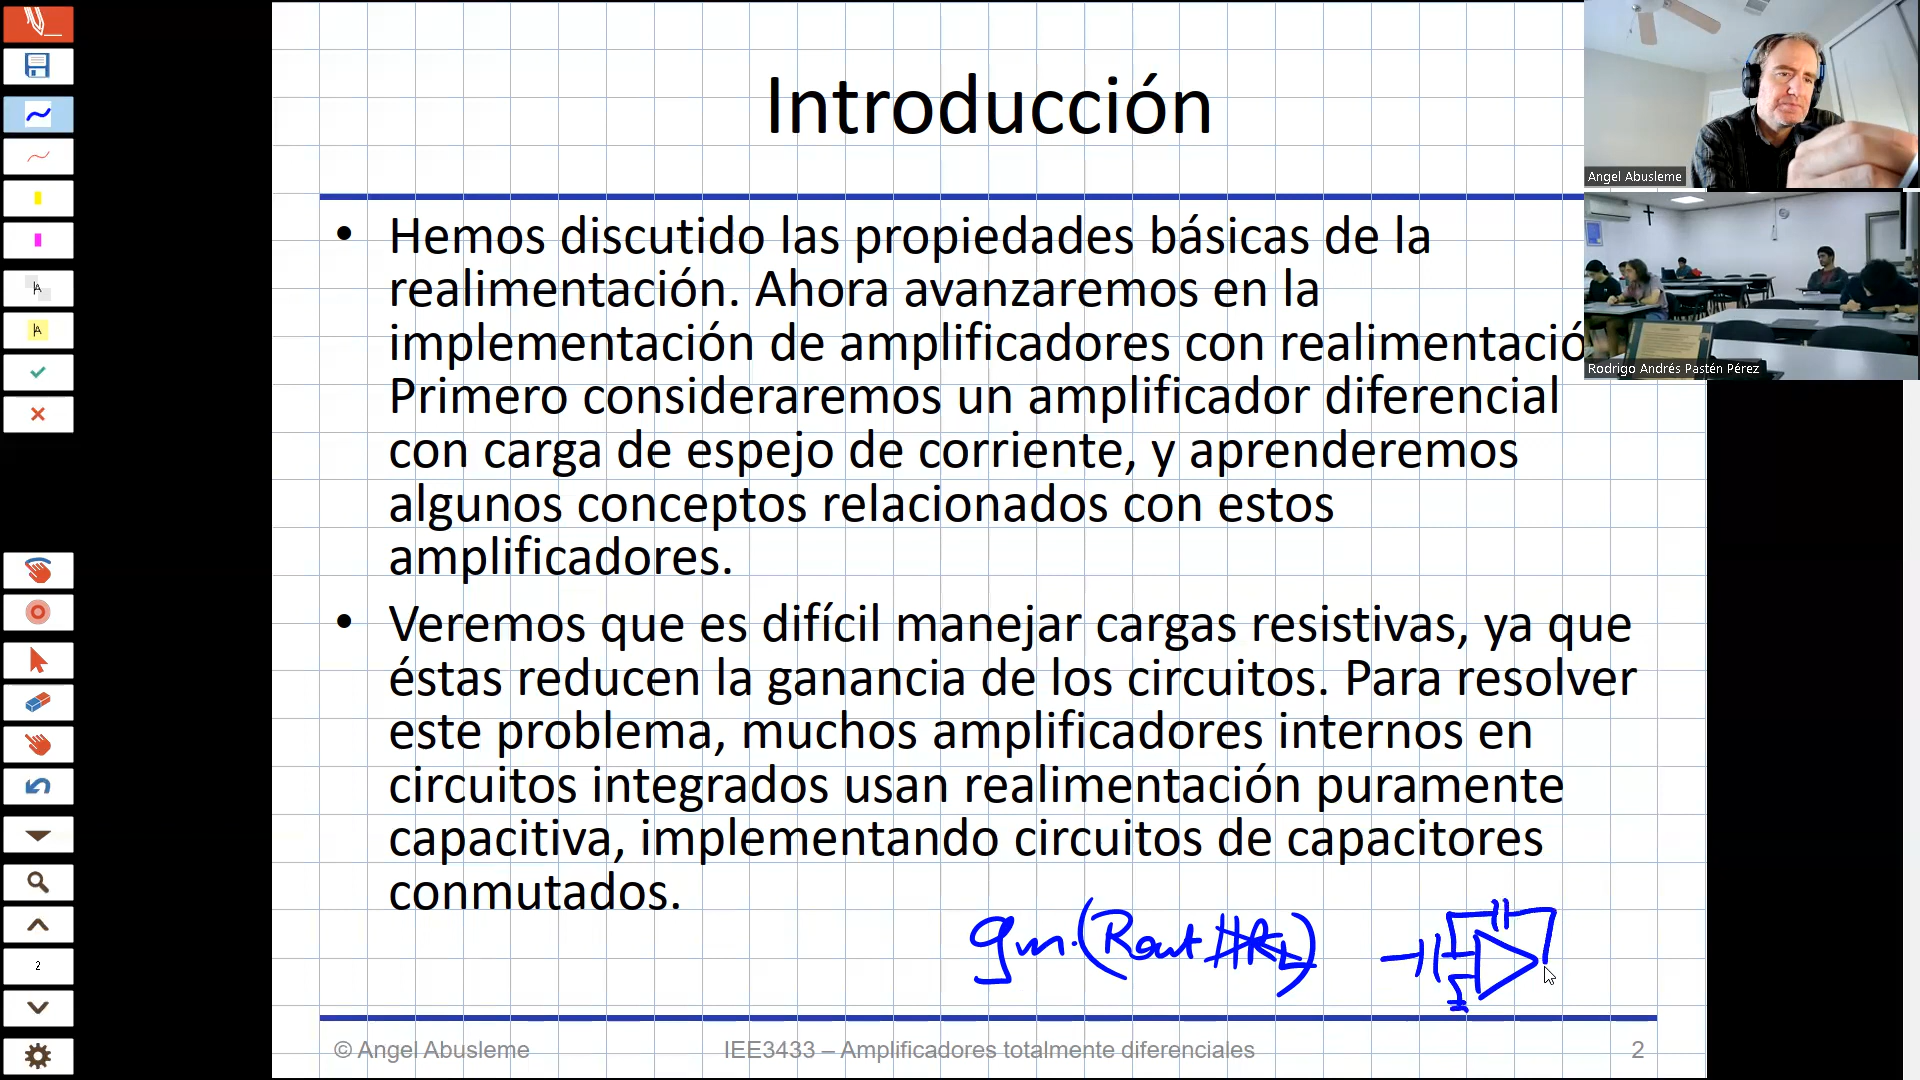 Introducción
• Hemos discutido las propiedades básicas de la
realimentación. Ahora avanzaremos en la
implementación de amplificadores con realimentació
Primero consideraremos un amplificador diferencial
con carga de espejo de corriente, y aprenderemos
algunos conceptos relacionados con estos
amplificadores.
• Veremos que es difícil manejar cargas resistivas, ya que
éstas reducen la ganancia de los circuitos. Para resolver
este problema, muchos amplificadores internos en
circuitos integrados usan realimentación puramente
capacitiva, implementando circuitos de capacitores
conmutados.
gm.(Rout //RL)
© Angel Abusleme
IEE3433 – Amplificadores totalmente diferenciales
2
Angel Abusleme
Rodrigo Andrés Pastén Pérez
A
A
2